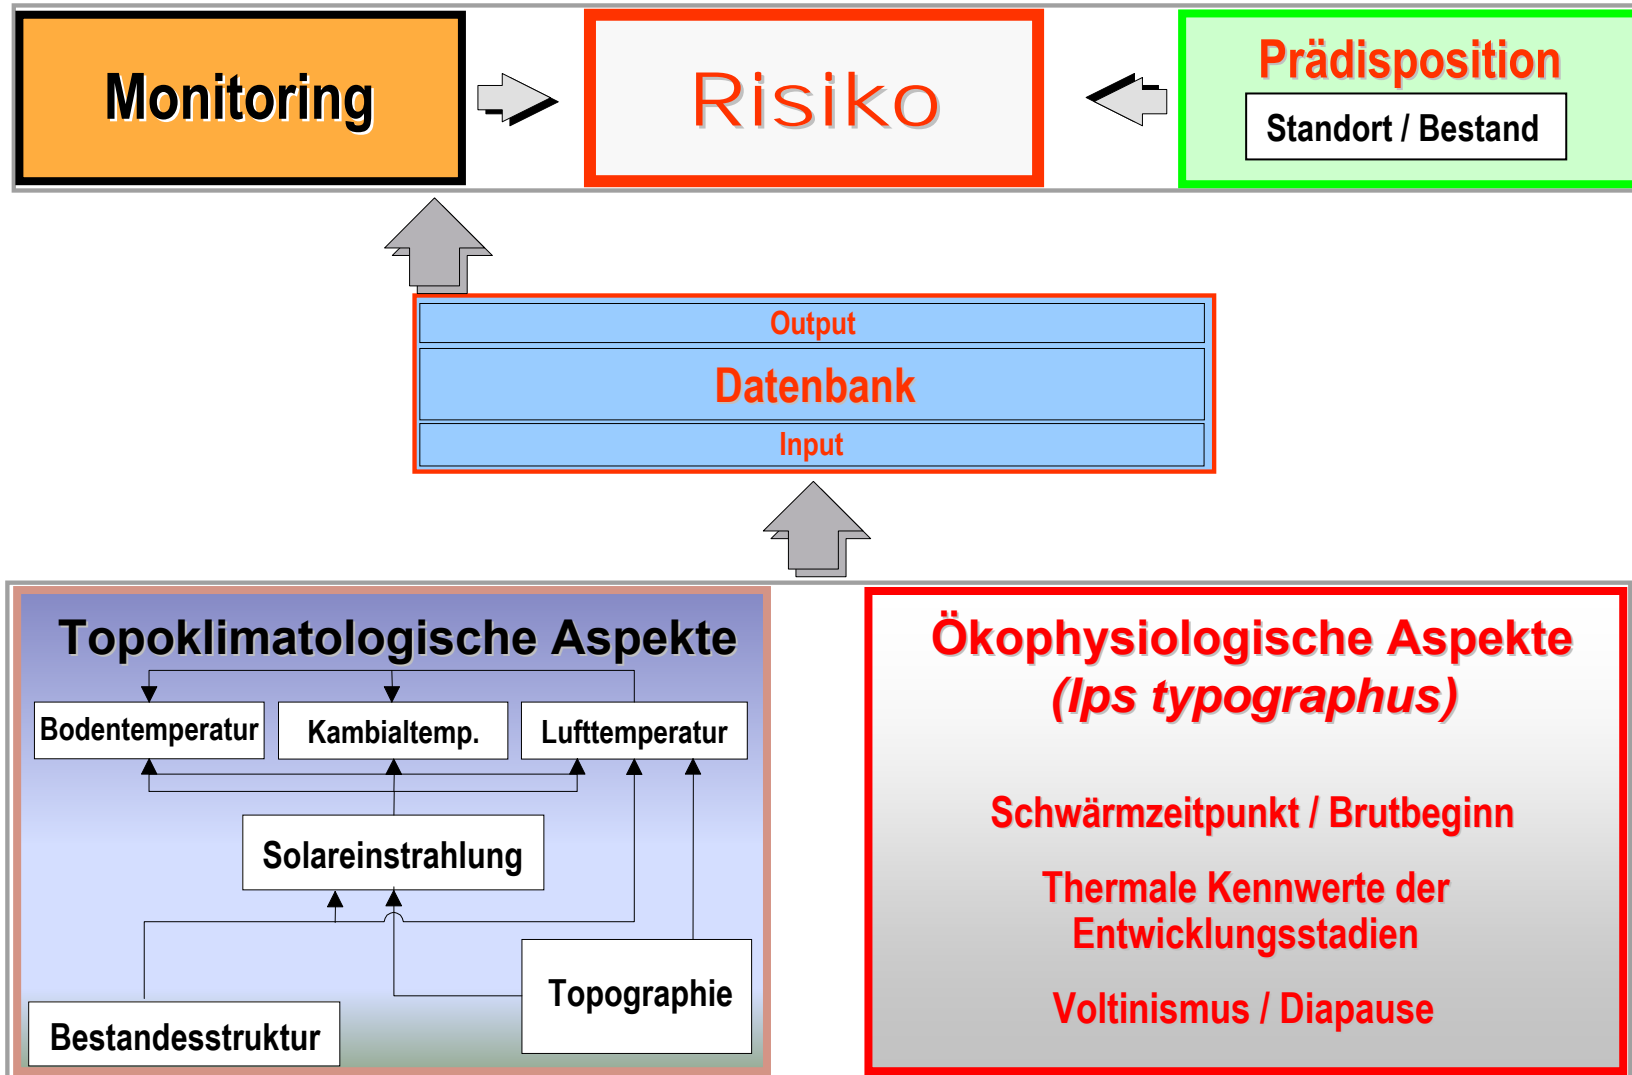 Monitoring
Risiko
Prädisposition
Standort / Bestand
Output
Datenbank
Input
Topoklimatologische Aspekte
Bodentemperatur
Kambialtemp.
Lufttemperatur
Solareinstrahlung
Topographie
Bestandesstruktur
Ökophysiologische Aspekte
(Ips typographus)
Schwärmzeitpunkt / Brutbeginn
Thermale Kennwerte der
Entwicklungsstadien
Voltinismus / Diapause